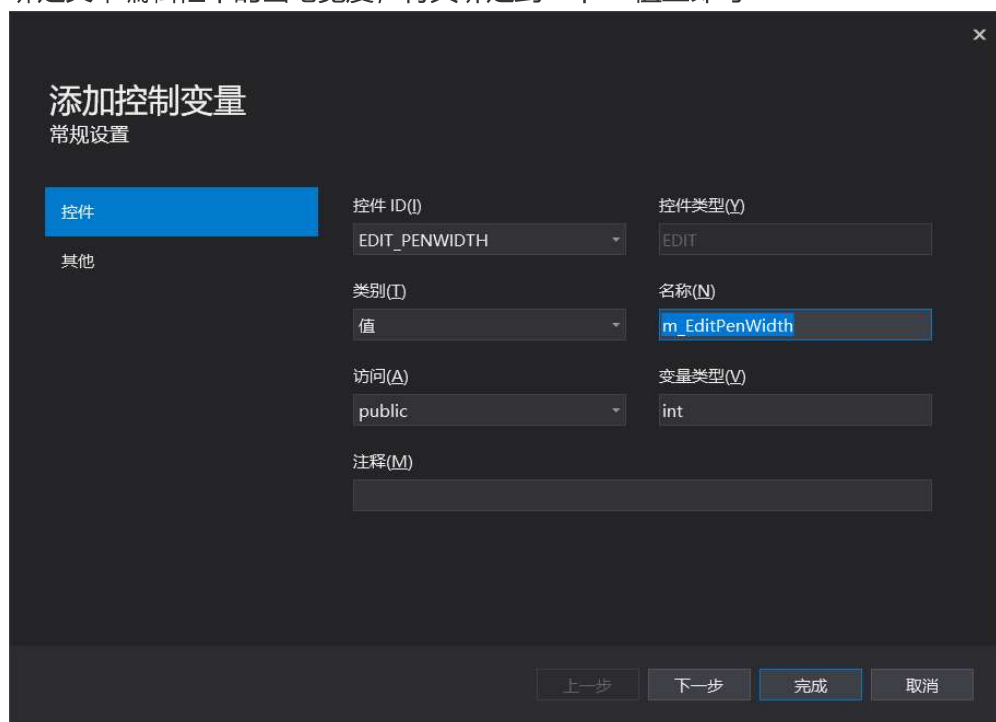 ×
添加控制变量
常规设置
控件
其他
控件 ID(I)
控件类型(Y)
EDIT_PENWIDTH
EDIT
类别(T)
名称(N)
值
m_EditPenWidth
访问(A)
变量类型(V)
public
int
注释(M)
上一步
下一步
完成
取消